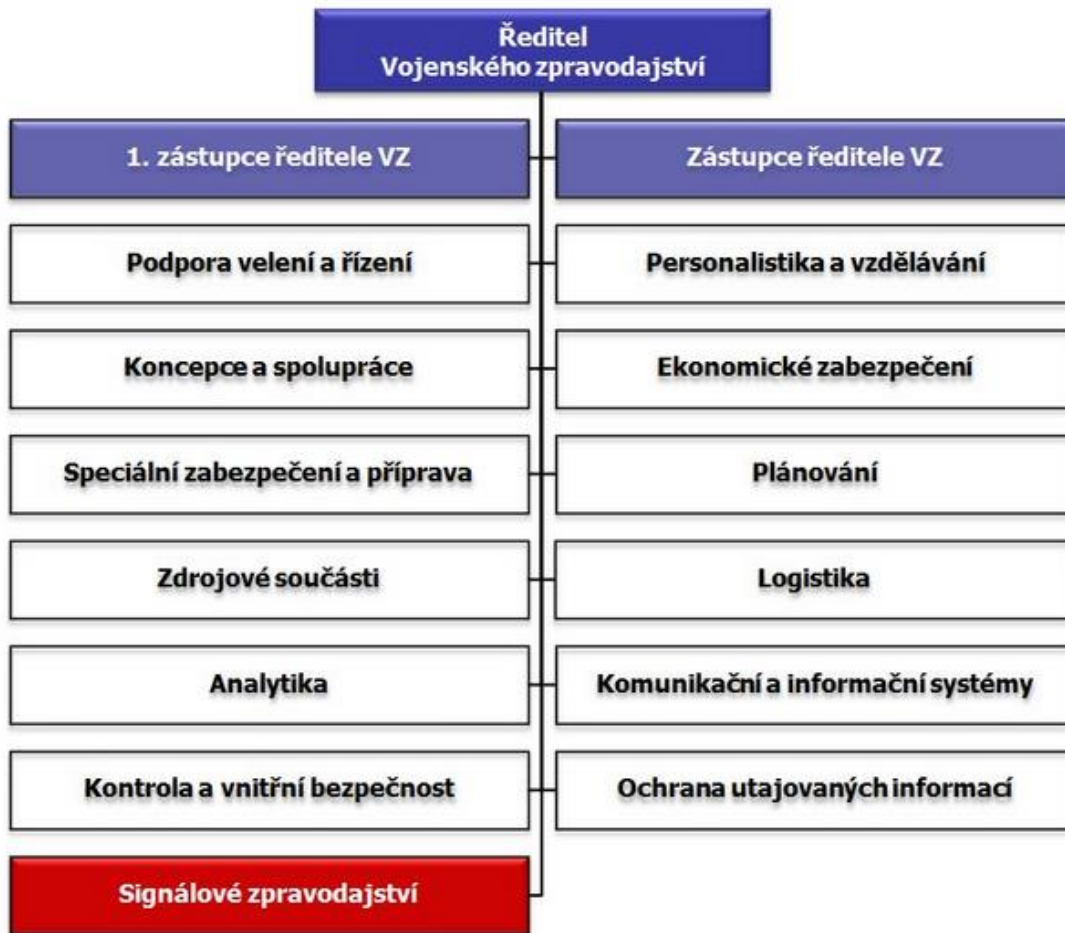 Ředitel
Vojenského zpravodajství
1. zástupce ředitele VZ
Zástupce ředitele VZ
Podpora velení a řízení
Personalistika a vzdělávání
Koncepce a spolupráce
Ekonomické zabezpečení
Speciální zabezpečení a příprava
Plánování
Zdrojové součásti
Logistika
Analytika
Komunikační a informační systémy
Kontrola a vnitřní bezpečnost
Ochrana utajovaných informací
Signálové zpravodajství